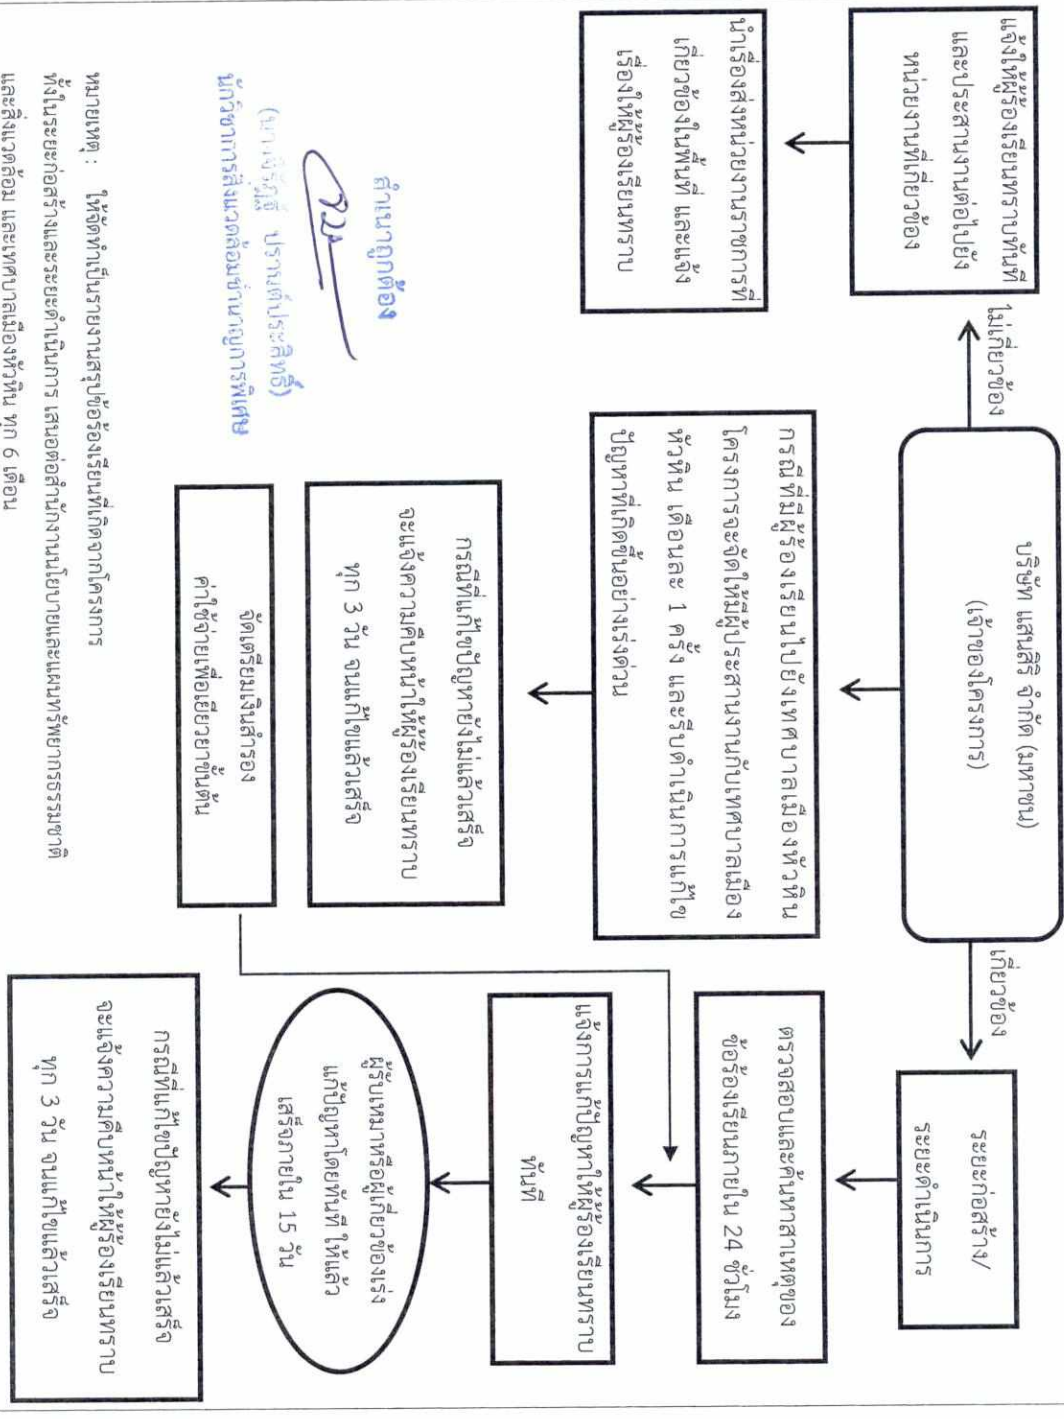 บริษัท แสนสิริ จำกัด (มหาชน)
(เจ้าของโครงการ)
ไม่เกี่ยวข้อง
เกี่ยวข้อง
แจ้งให้ผู้ร้องเรียนทราบทันที
และประสานงานต่อไปยัง
หน่วยงานที่เกี่ยวข้อง
นำเรื่องส่งหน่วยงานราชการที่
เกี่ยวข้องในพื้นที่ และแจ้ง
เรื่องให้ผู้ร้องเรียนทราบ
กรณีที่มีผู้ร้องเรียนไปยังเทศบาลเมืองหัวหิน
โครงการจะจัดให้มีผู้ประสานงานกับเทศบาลเมือง
หัวหิน เดือนละ 1 ครั้ง และรีบดำเนินการแก้ไข
ปัญหาที่เกิดขึ้นอย่างเร่งด่วน
กรณีที่แก้ไขปัญหายังไม่แล้วเสร็จ
จะแจ้งความคืบหน้าให้ผู้ร้องเรียนทราบ
ทุก 3 วัน จนแก้ไขแล้วเสร็จ
จัดเตรียมเงินสำรอง
ค่าใช้จ่ายเพื่อเยียวยาขั้นต้น
ระยะก่อสร้าง/
ระยะดำเนินการ
ตรวจสอบและค้นหาสาเหตุของ
ข้อร้องเรียนภายใน 24 ชั่วโมง
แจ้งการแก้ปัญหาให้ผู้ร้องเรียนทราบ
ทันที
ผู้รับเหมาหรือผู้เกี่ยวข้องเร่ง
แก้ปัญหาโดยทันที ให้แล้ว
เสร็จภายใน 15 วัน
กรณีที่แก้ไขปัญหายังไม่แล้วเสร็จ
จะแจ้งความคืบหน้าให้ผู้ร้องเรียนทราบ
ทุก 3 วัน จนแก้ไขแล้วเสร็จ
สำเนาถูกต้อง
ปราบศัตรูประสิทธิ์)
นักวิชาการสิ่งแวดล้อมชำนาญการพิเศษ
หมายเหตุ : ให้จัดทำเป็นรายงานสรุปข้อร้องเรียนที่เกิดจากโครงการ
ทั้งในระยะก่อสร้างและระยะดำเนินการ เสนอต่อสำนักงานนโยบายและแผนทรัพยากรธรรมชาติ
และสิ่งแวดล้อม และเทศบาลเมืองหัวหิน ทุก 6 เดือน